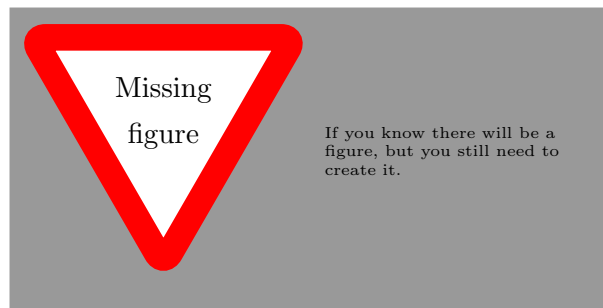 Missing
figure
If you know there will be a
figure, but you still need to
create it.